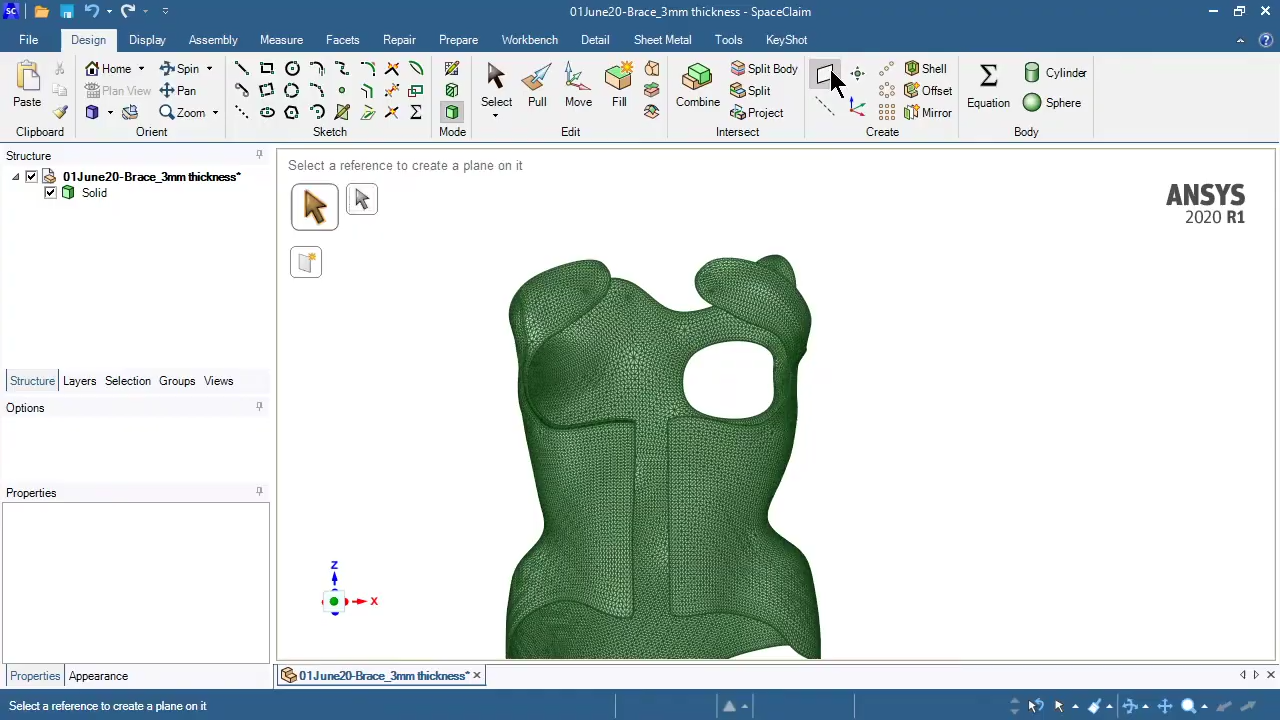 01June20-Brace_3mm thickness - SpaceClaim
File Design Display Assembly Measure Facets Repair Prepare Workbench Detail Sheet Metal Tools KeyShot
Paste
Clipboard
Home Spin
Plan View Pan
Zoom
Orient
Sketch
Mode
Select Pull Move Fill
Edit
Combine
Split Body
Split
Project
Intersect
Shell
Offset
Mirror
Create
Equation
Cylinder
Sphere
Body
Structure
01June20-Brace_3mm thickness*
Solid
Structure Layers Selection Groups Views
Options
Properties
Properties Appearance
Select a reference to create a plane on it
ANSYS
2020 R1
Z
X
01June20-Brace_3mm thickness*
Select a reference to create a plane on it